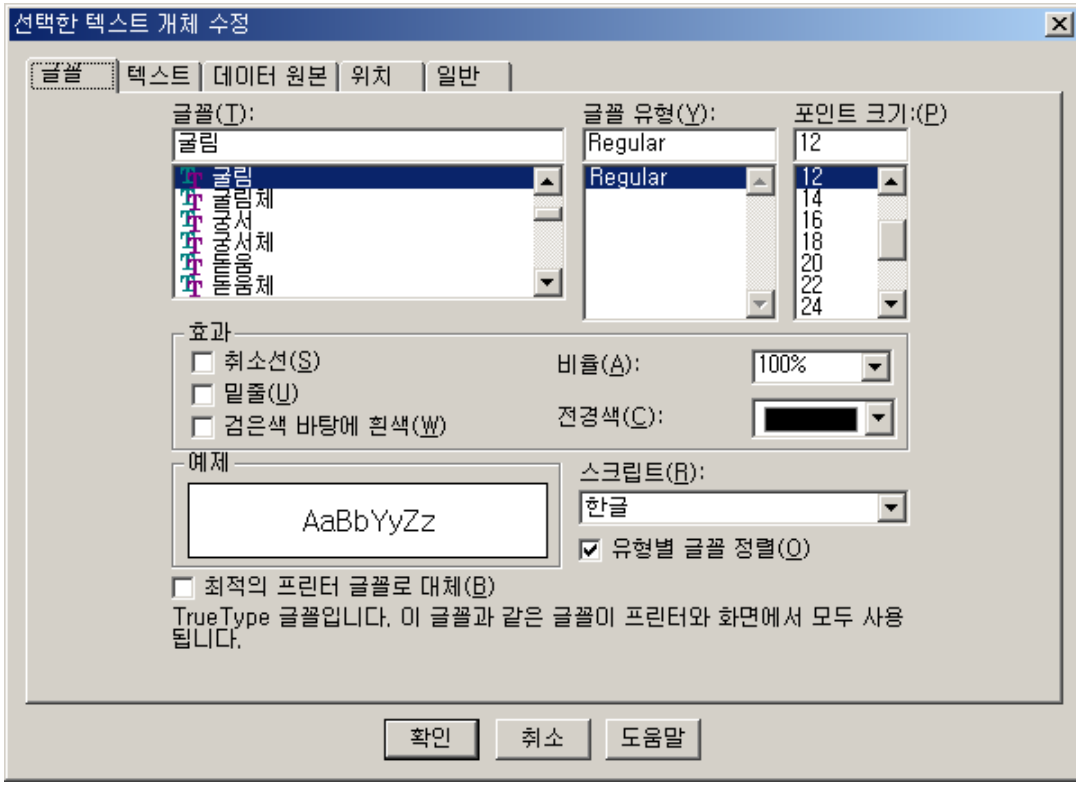 선택한 텍스트 개체 수정
글꼴 텍스트 데이터 원본 위치 일반
글꼴(T): 글꼴 유형(Y): 포인트 크기:(P)
굴림 Regular 12
굴림 Regular 12
굴림체 14
궁서 16
궁서체 18
돋움 20
돋움체 22
24
효과
취소선(S) 비율(A): 100%
밑줄(U)
검은색 바탕에 흰색(W) 전경색(C):
예제 스크립트(R):
AaBbYyZz 한글
유형별 글꼴 정렬(O)
최적의 프린터 글꼴로 대체(B)
TrueType 글꼴입니다. 이 글꼴과 같은 글꼴이 프린터와 화면에서 모두 사용
됩니다.
확인 취소 도움말